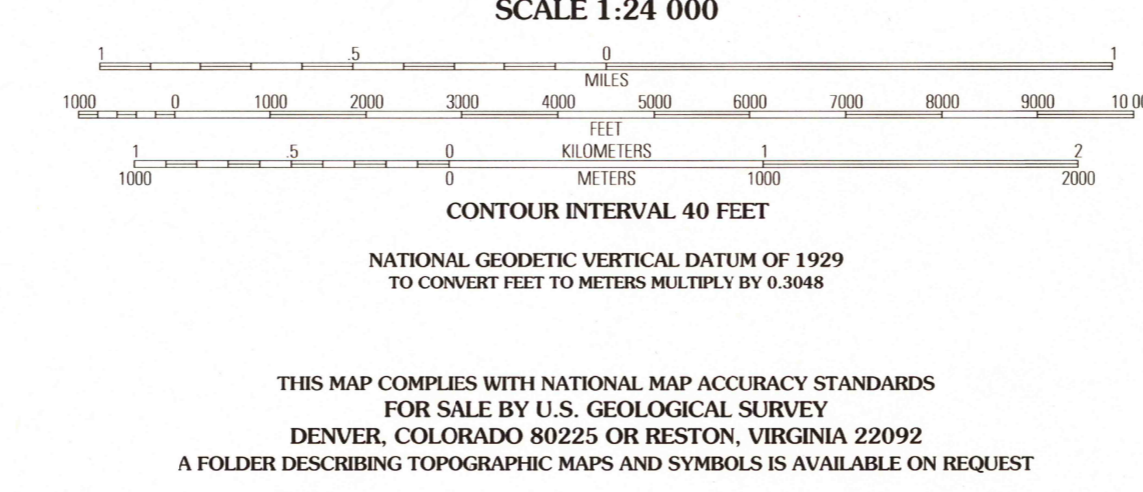 SCALE 1:24 000
1 .5 0 1
MILES
1000 0 1000 2000 3000 4000 5000 6000 7000 8000 9000 10 00
FEET
1 .5 0 KILOMETERS 1 2
1000 0 METERS 1000 2000
CONTOUR INTERVAL 40 FEET
NATIONAL GEODETIC VERTICAL DATUM OF 1929
TO CONVERT FEET TO METERS MULTIPLY BY 0.3048
THIS MAP COMPLIES WITH NATIONAL MAP ACCURACY STANDARDS
FOR SALE BY U.S. GEOLOGICAL SURVEY
DENVER, COLORADO 80225 OR RESTON, VIRGINIA 22092
A FOLDER DESCRIBING TOPOGRAPHIC MAPS AND SYMBOLS IS AVAILABLE ON REQUEST